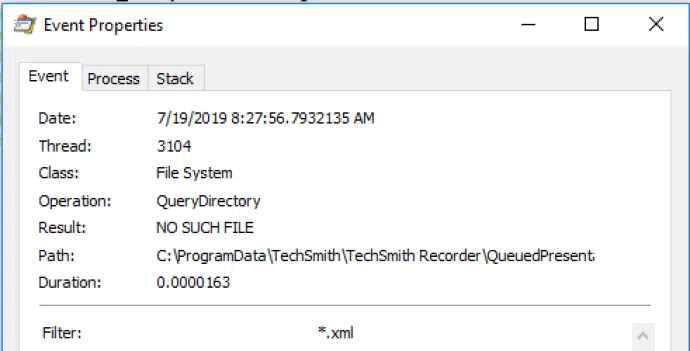 Event Properties
Event Process Stack
Date: 7/19/2019 8:27:56.7932135 AM
Thread: 3104
Class: File System
Operation: QueryDirectory
Result: NO SUCH FILE
Path: C:\ProgramData\TechSmith\TechSmith Recorder\QueuedPresent
Duration: 0.0000163
Filter: *.xml